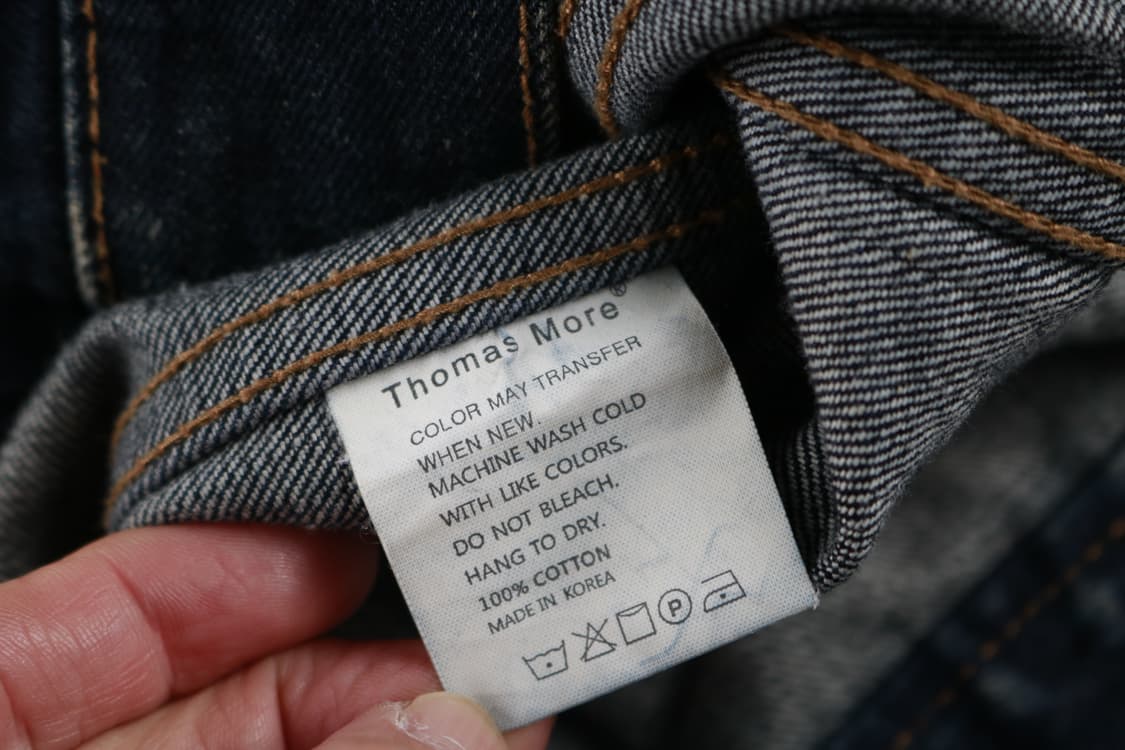 Thomas More®
COLOR MAY TRANSFER
WHEN NEW.
MACHINE WASH COLD
WITH LIKE COLORS.
DO NOT BLEACH.
HANG TO DRY.
100% COTTON
MADE IN KOREA
P